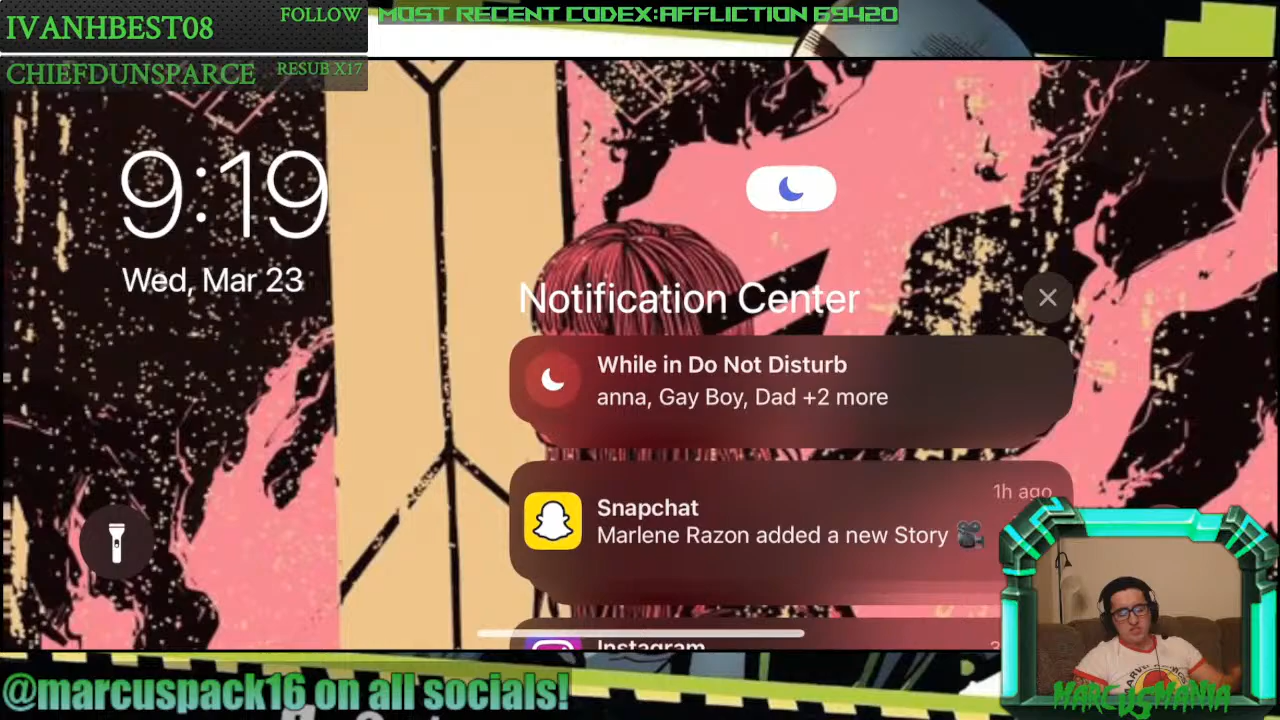 IVANHBEST08
FOLLOW
MOST RECENT CODEX:AFFLICTION 69420
CHIEFDUNSPARCE
RESUB X17
9:19
Wed, Mar 23
Notification Center
While in Do Not Disturb
anna, Gay Boy, Dad +2 more
1h ago
Snapchat
Marlene Razon added a new Story 🎥
Instagram
@marcuspack16 on all socials!
MARCUSMANIA